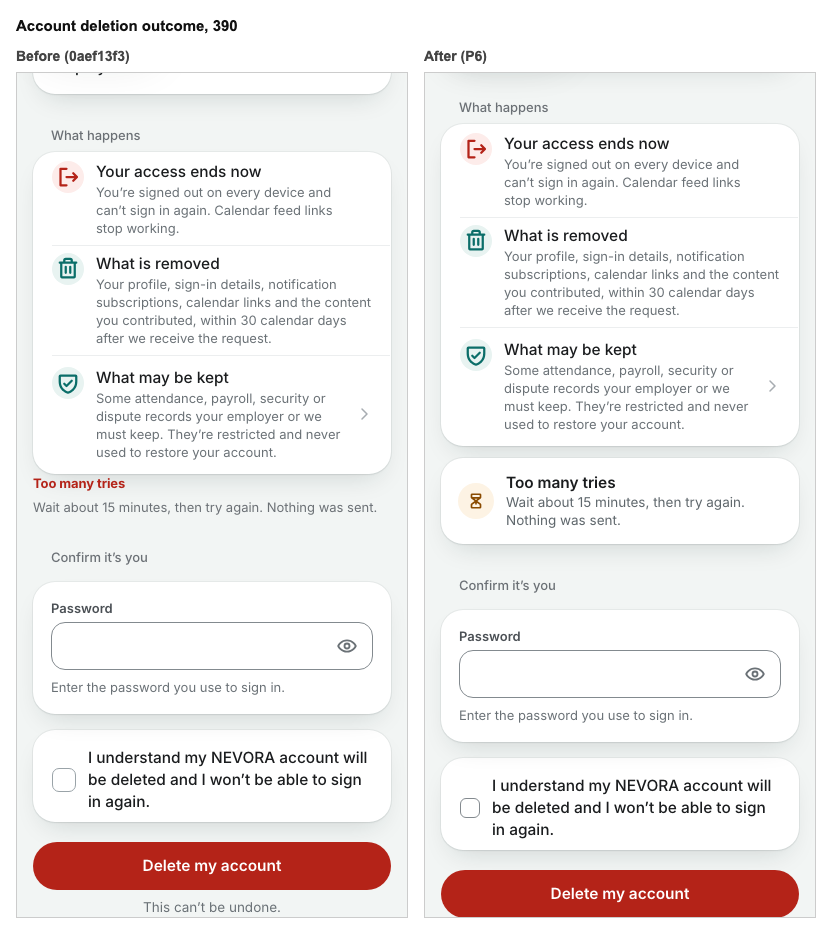 Account deletion outcome, 390
Before (0aef13f3)
What happens
Your access ends now
You’re signed out on every device and
can’t sign in again. Calendar feed links
stop working.
What is removed
Your profile, sign-in details, notification
subscriptions, calendar links and the content
you contributed, within 30 calendar days
after we receive the request.
What may be kept
Some attendance, payroll, security or
dispute records your employer or we
must keep. They’re restricted and never
used to restore your account.
Too many tries
Wait about 15 minutes, then try again. Nothing was sent.
Confirm it’s you
Password
Enter the password you use to sign in.
I understand my NEVORA account will
be deleted and I won’t be able to sign
in again.
Delete my account
This can’t be undone.
After (P6)
What happens
Your access ends now
You’re signed out on every device and
can’t sign in again. Calendar feed links
stop working.
What is removed
Your profile, sign-in details, notification
subscriptions, calendar links and the content
you contributed, within 30 calendar days
after we receive the request.
What may be kept
Some attendance, payroll, security or
dispute records your employer or we
must keep. They’re restricted and never
used to restore your account.
Too many tries
Wait about 15 minutes, then try again.
Nothing was sent.
Confirm it’s you
Password
Enter the password you use to sign in.
I understand my NEVORA account will
be deleted and I won’t be able to sign
in again.
Delete my account